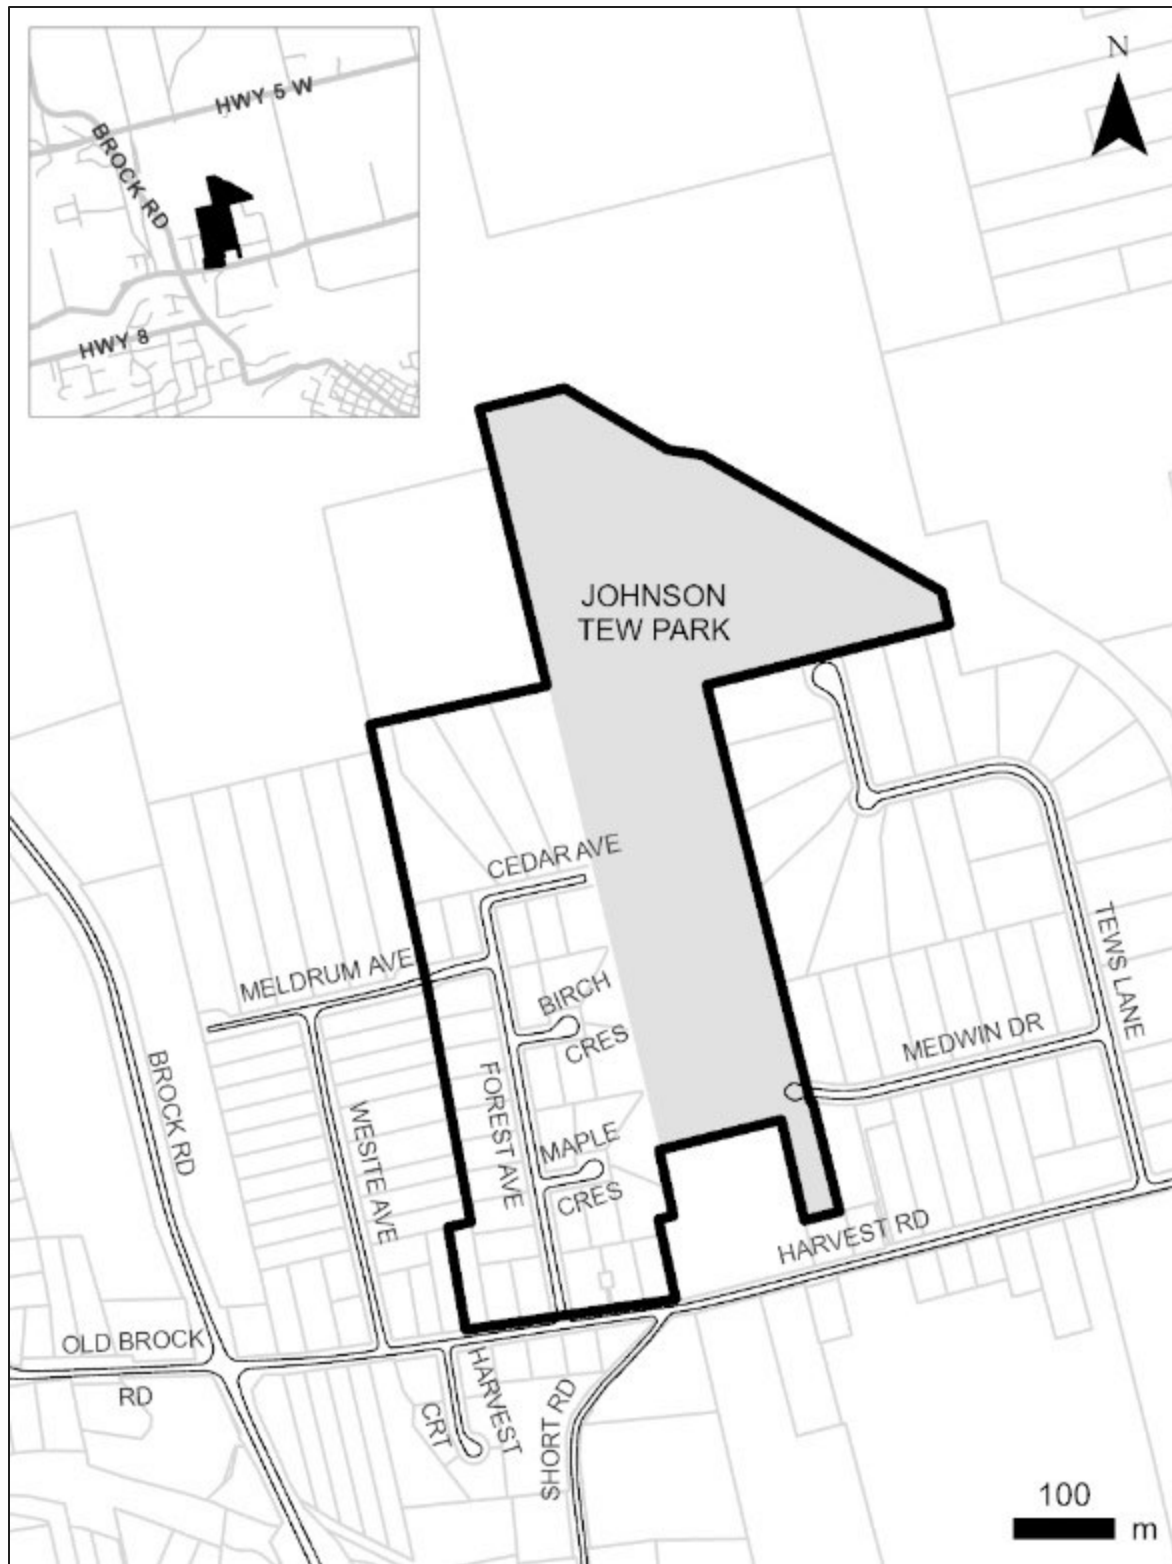 HWY 5 W
BROCK RD
HWY 8
N
JOHNSON
TEW PARK
CEDAR AVE
MELDRUM AVE
BIRCH
CRES
TEWS LANE
MEDWIN DR
BROCK RD
WESITE AVE
FOREST AVE
MAPLE
CRES
HARVEST RD
OLD BROCK
RD
HARVEST
CRT
SHORT RD
100
m